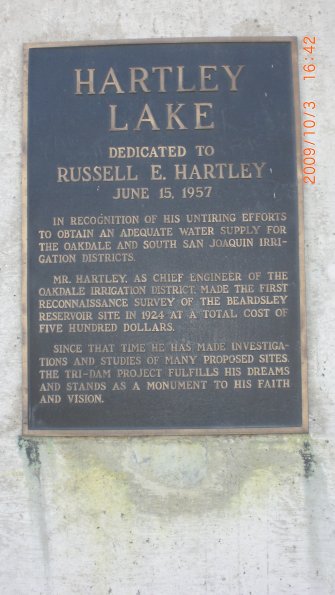 HARTLEY
LAKE
DEDICATED TO
RUSSELL E. HARTLEY
JUNE 15, 1957
IN RECOGNITION OF HIS UNTIRING EFFORTS
TO OBTAIN AN ADEQUATE WATER SUPPLY FOR
THE OAKDALE AND SOUTH SAN JOAQUIN IRRI-
GATION DISTRICTS.
MR. HARTLEY, AS CHIEF ENGINEER OF THE
OAKDALE IRRIGATION DISTRICT, MADE THE FIRST
RECONNAISSANCE SURVEY OF THE BEARDSLEY
RESERVOIR SITE IN 1924 AT A TOTAL COST OF
FIVE HUNDRED DOLLARS.
SINCE THAT TIME HE HAS MADE INVESTIGA-
TIONS AND STUDIES OF MANY PROPOSED SITES.
THE TRI-DAM PROJECT FULFILLS HIS DREAMS
AND STANDS AS A MONUMENT TO HIS FAITH
AND VISION.
2009/10/3 16:42